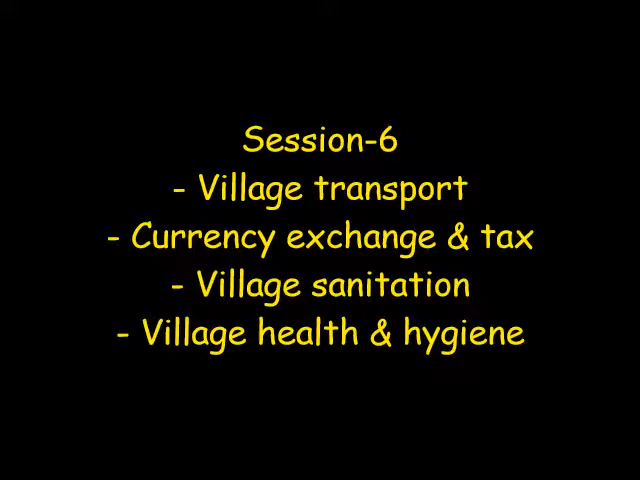 Session-6
- Village transport
- Currency exchange & tax
- Village sanitation
- Village health & hygiene